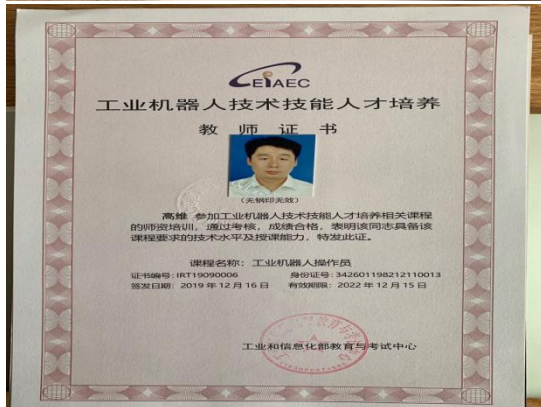 CEIAEC
工业机器人技术技能人才培养
教 师 证 书
(无钢印无效)
高维 参加工业机器人技术技能人才培养相关课程
的师资培训，通过考核，成绩合格，表明该同志具备该
课程要求的技术水平及授课能力，特发此证。
课程名称：工业机器人操作员
证书编号：IRT19090006 身份证号：342601198212110013
签发日期：2019 年 12 月 16 日 有效期限：2022 年 12 月 15 日
工业和信息化部教育与考试中心